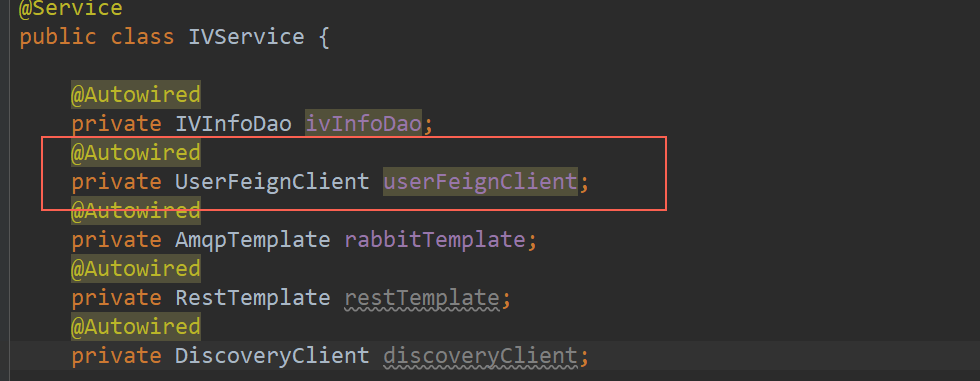 @Service
public class IVService {
@Autowired
private IVInfoDao ivInfoDao;
@Autowired
private UserFeignClient userFeignClient;
@Autowired
private AmqpTemplate rabbitTemplate;
@Autowired
private RestTemplate restTemplate;
@Autowired
private DiscoveryClient discoveryClient;